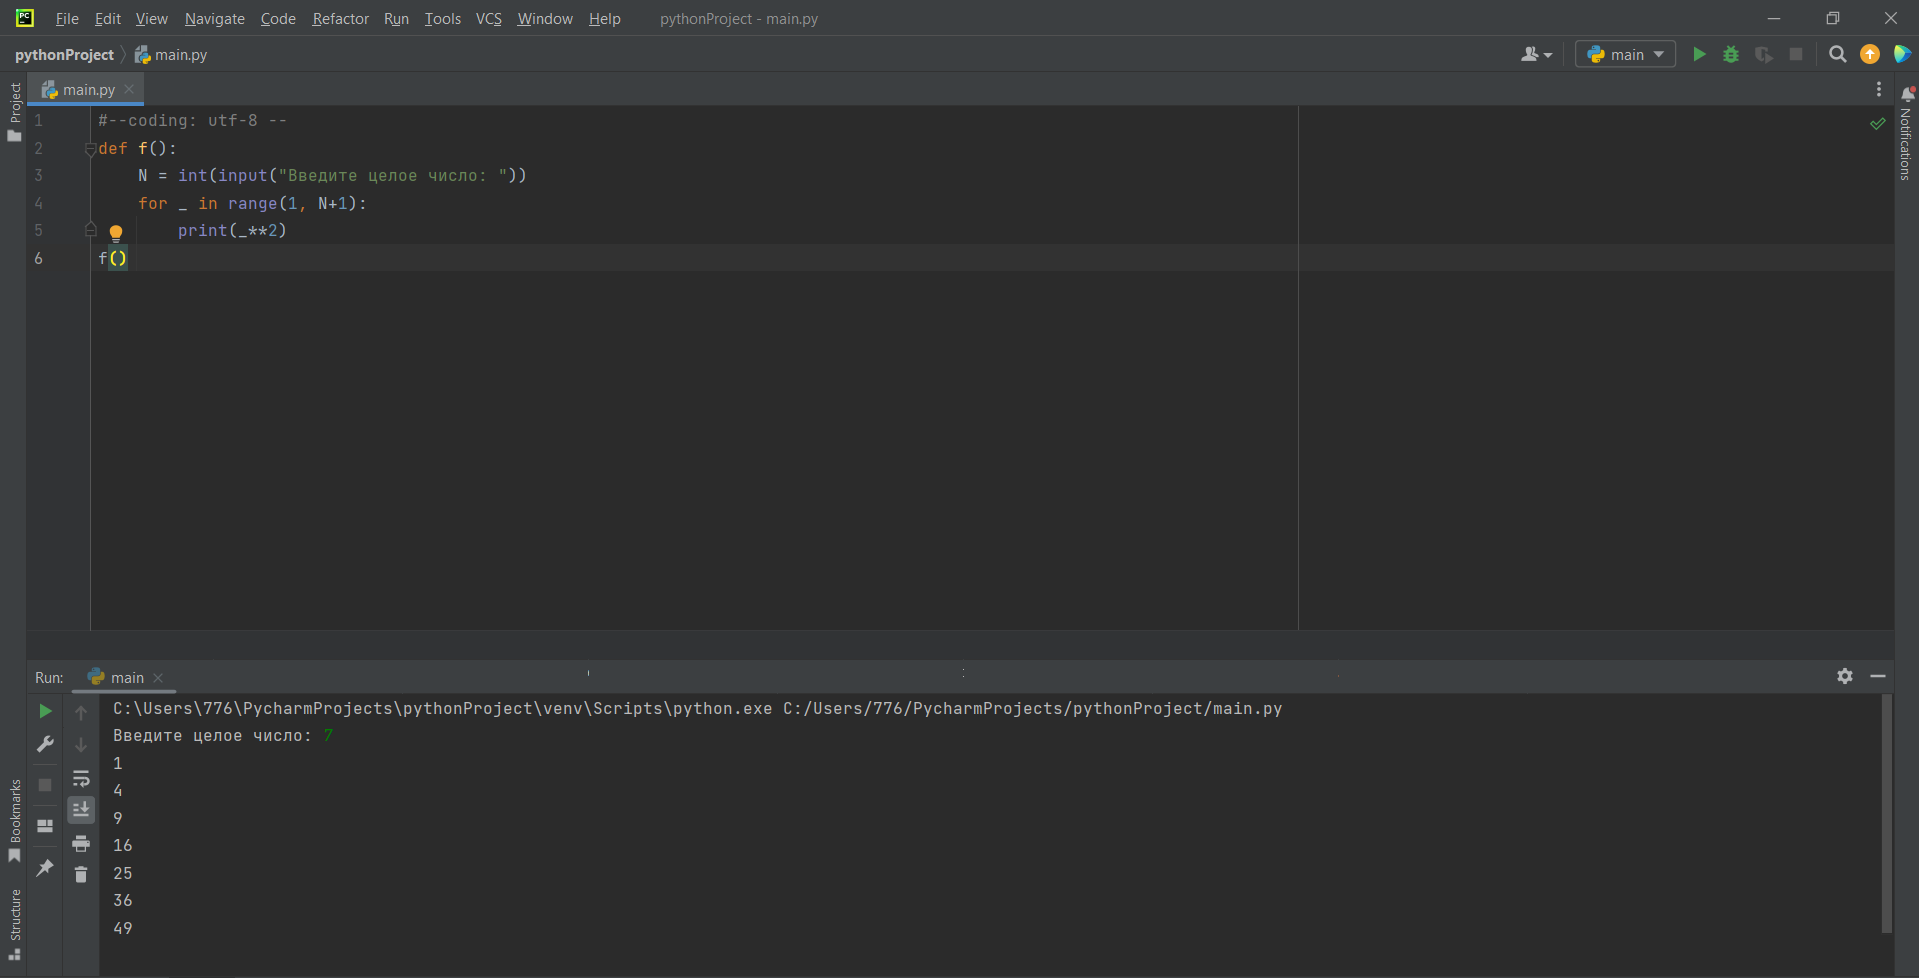 PC File Edit View Navigate Code Refactor Run Tools VCS Window Help pythonProject - main.py
pythonProject main.py main
Project main.py Notifications
1 #--coding: utf-8 --
2 def f():
3 N = int(input("Введите целое число: "))
4 for _ in range(1, N+1):
5 print(_**2)
6 f()
Run: main
C:\Users\776\PycharmProjects\pythonProject\venv\Scripts\python.exe C:/Users/776/PycharmProjects/pythonProject/main.py
Введите целое число: 7
1
4
9
16
25
36
49
Bookmarks
Structure